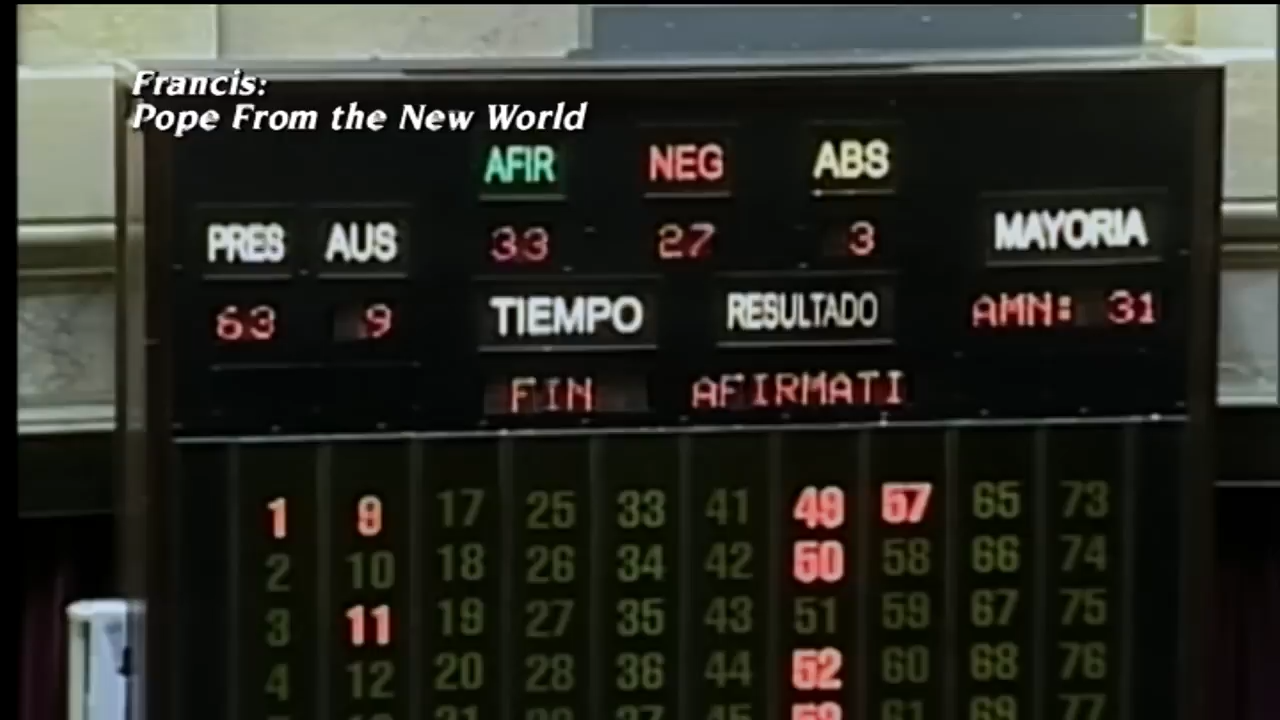 Francis:
Pope From the New World
AFIR NEG ABS
PRES AUS 33 27 3 MAYORIA
63 9 TIEMPO RESULTADO AMN: 31
FIN AFIRMATI
1 9 17 25 33 41 49 57 65 73
2 10 18 26 34 42 50 58 66 74
3 11 19 27 35 43 51 59 67 75
4 12 20 28 36 44 52 60 68 76
61 69 77